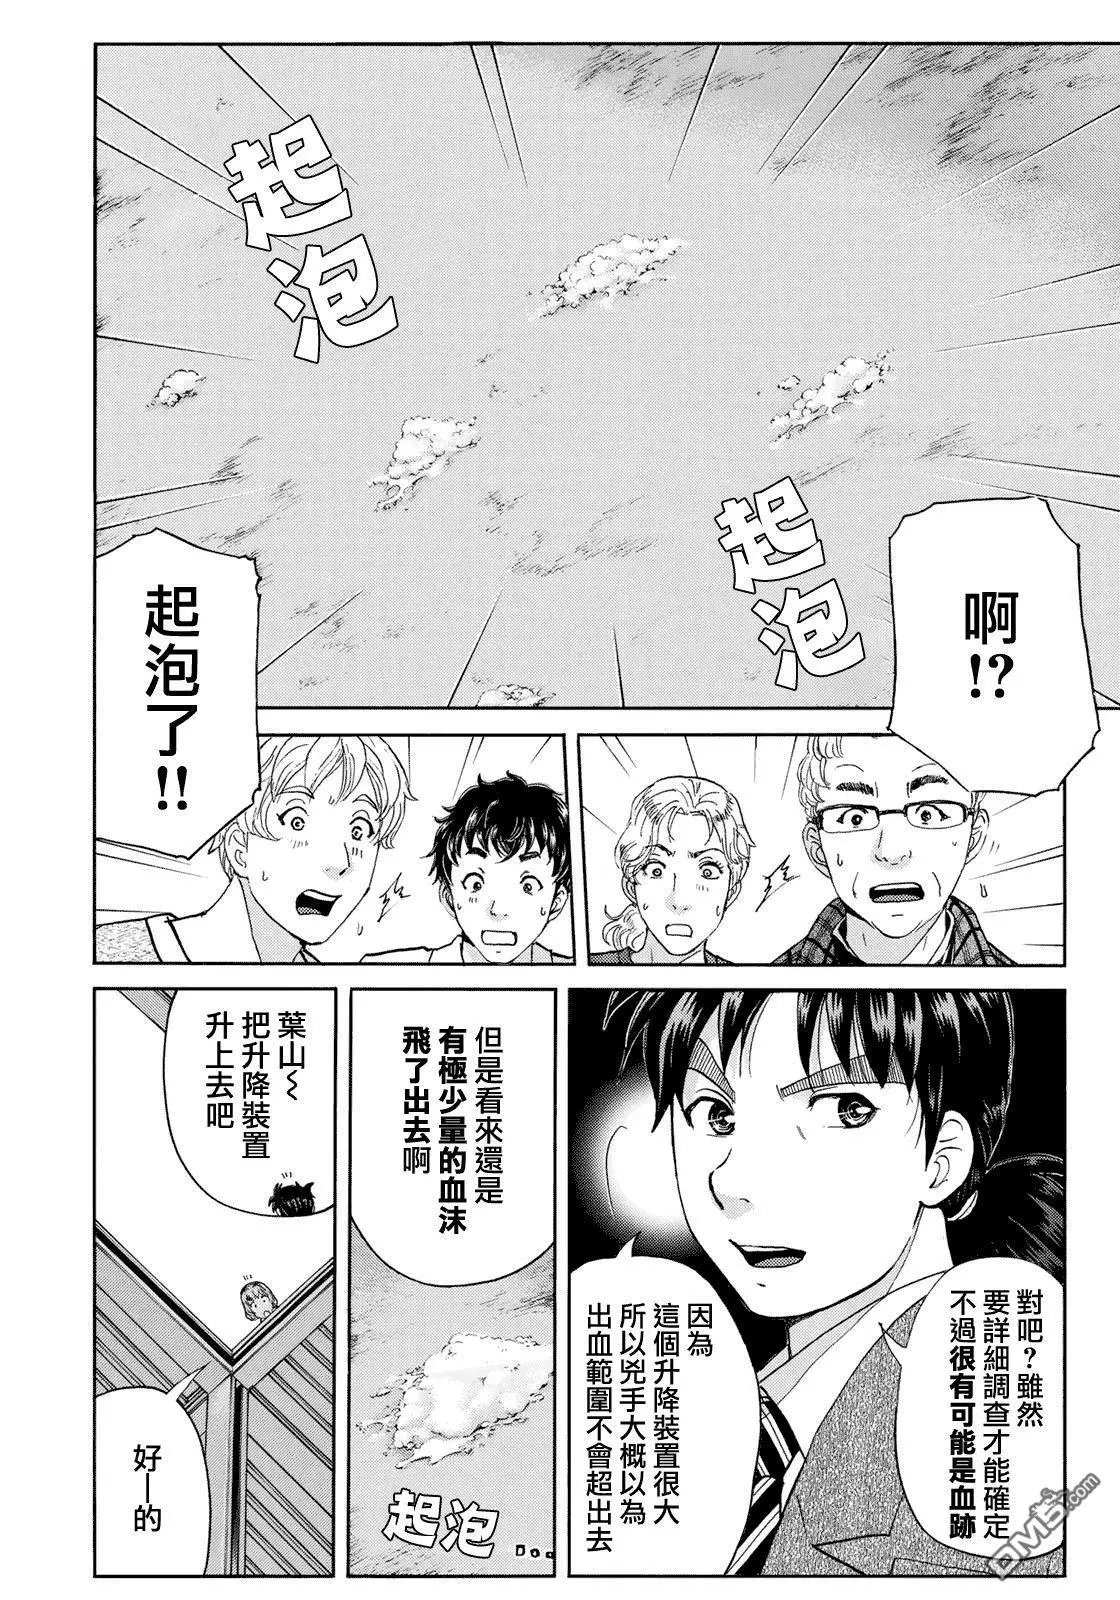 起泡
起泡
啊!?
起泡了!!
對吧?雖然
要詳細調查才能確定
不過很有可能是血跡
因為
這個升降裝置很大
所以兇手大概以為
出血範圍不會超出去
但是看來還是
有極少量的血沫
飛了出去啊
起泡
葉山~
把升降裝置
升上去吧
好—的